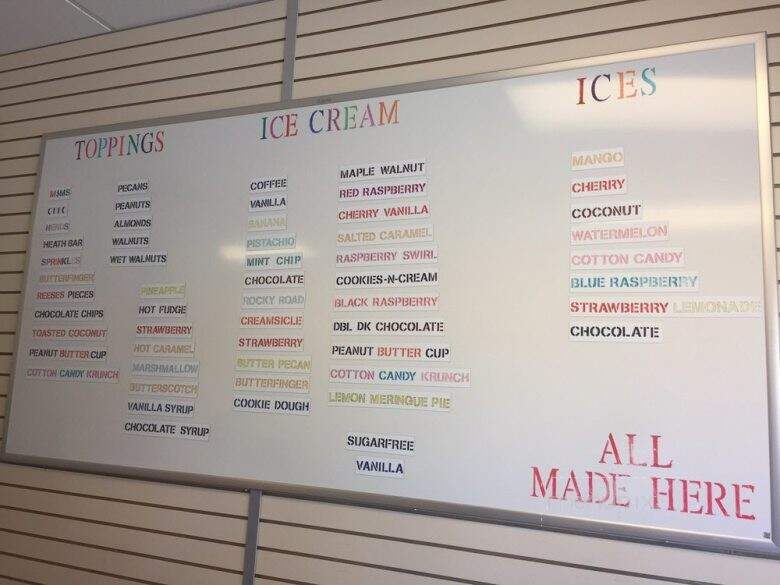 TOPPINGS
M&MS
HEATH BAR
SPRINKLES
BUTTERFINGER
REESES PIECES
CHOCOLATE CHIPS
TOASTED COCONUT
PEANUT BUTTER CUP
COTTON CANDY KRUNCH
PECANS
PEANUTS
ALMONDS
WALNUTS
WET WALNUTS
PINEAPPLE
HOT FUDGE
STRAWBERRY
HOT CARAMEL
MARSHMALLOW
BUTTERSCOTCH
VANILLA SYRUP
CHOCOLATE SYRUP
ICE CREAM
COFFEE
VANILLA
BANANA
PISTACHIO
MINT CHIP
CHOCOLATE
ROCKY ROAD
CREAMSICLE
STRAWBERRY
BUTTER PECAN
BUTTERFINGER
COOKIE DOUGH
MAPLE WALNUT
RED RASPBERRY
CHERRY VANILLA
SALTED CARAMEL
RASPBERRY SWIRL
COOKIES-N-CREAM
BLACK RASPBERRY
DBL DK CHOCOLATE
PEANUT BUTTER CUP
COTTON CANDY KRUNCH
LEMON MERINGUE PIE
SUGARFREE
VANILLA
ICES
MANGO
CHERRY
COCONUT
WATERMELON
COTTON CANDY
BLUE RASPBERRY
STRAWBERRY LEMONADE
CHOCOLATE
ALL
MADE HERE